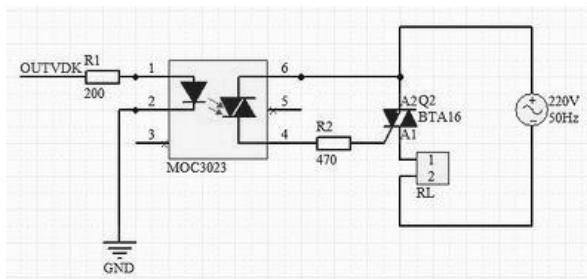 OUTVDK
R1
200
1
2
3
6
5
4
MOC3023
R2
470
A2
Q2
BTA16
A1
1
2
RL
220V
50Hz
GND